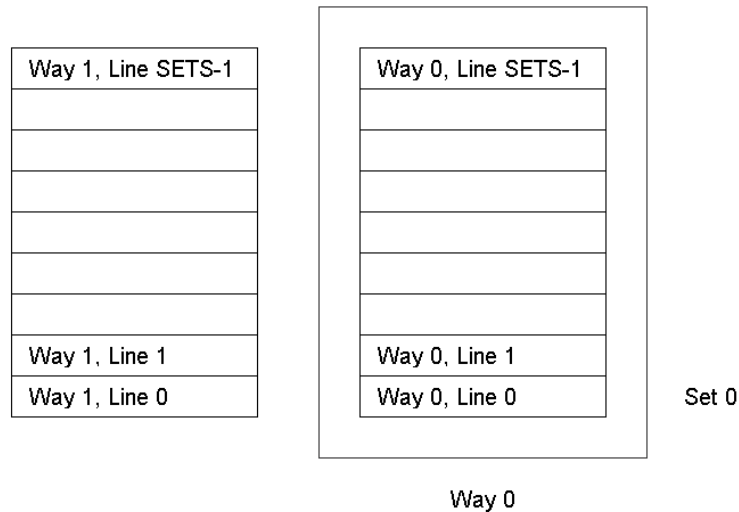 Way 1, Line SETS-1
Way 0, Line SETS-1
Way 1, Line 1
Way 0, Line 1
Way 1, Line 0
Way 0, Line 0
Set 0
Way 0